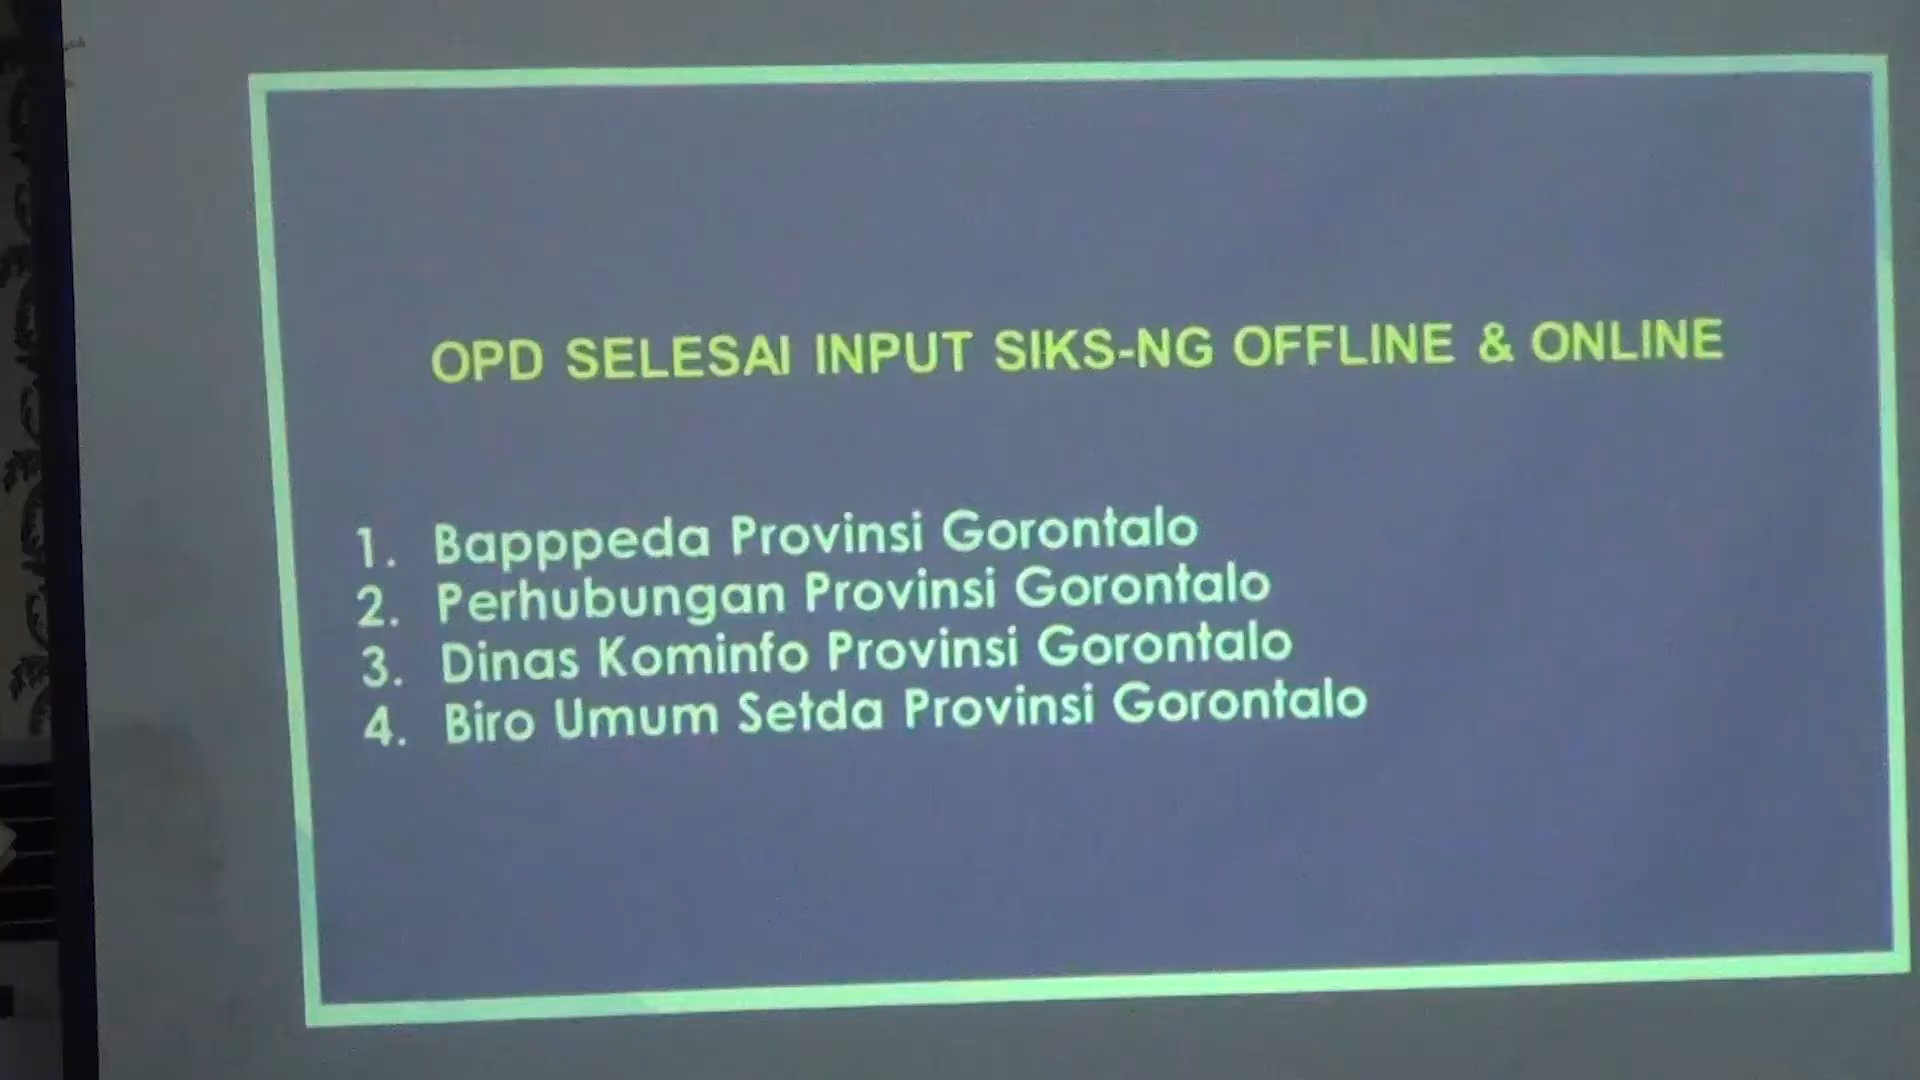 OPD SELESAI INPUT SIKS-NG OFFLINE & ONLINE
1. Bapppeda Provinsi Gorontalo
2. Perhubungan Provinsi Gorontalo
3. Dinas Kominfo Provinsi Gorontalo
4. Biro Umum Setda Provinsi Gorontalo